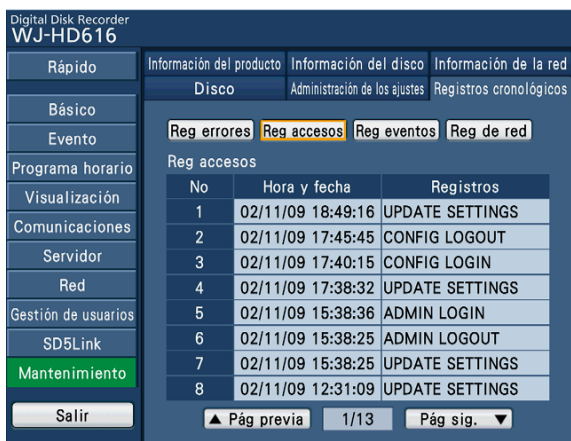 Digital Disk Recorder
WJ-HD616
Rápido
Básico
Evento
Programa horario
Visualización
Comunicaciones
Servidor
Red
Gestión de usuarios
SD5Link
Mantenimiento
Salir
Información del producto Información del disco Información de la red
Disco Administración de los ajustes Registros cronológicos
Reg errores Reg accesos Reg eventos Reg de red
Reg accesos
No Hora y fecha Registros
1 02/11/09 18:49:16 UPDATE SETTINGS
2 02/11/09 17:45:45 CONFIG LOGOUT
3 02/11/09 17:40:15 CONFIG LOGIN
4 02/11/09 17:38:32 UPDATE SETTINGS
5 02/11/09 15:38:36 ADMIN LOGIN
6 02/11/09 15:38:25 ADMIN LOGOUT
7 02/11/09 15:38:25 UPDATE SETTINGS
8 02/11/09 12:31:09 UPDATE SETTINGS
▲ Pág previa 1/13 Pág sig. ▼